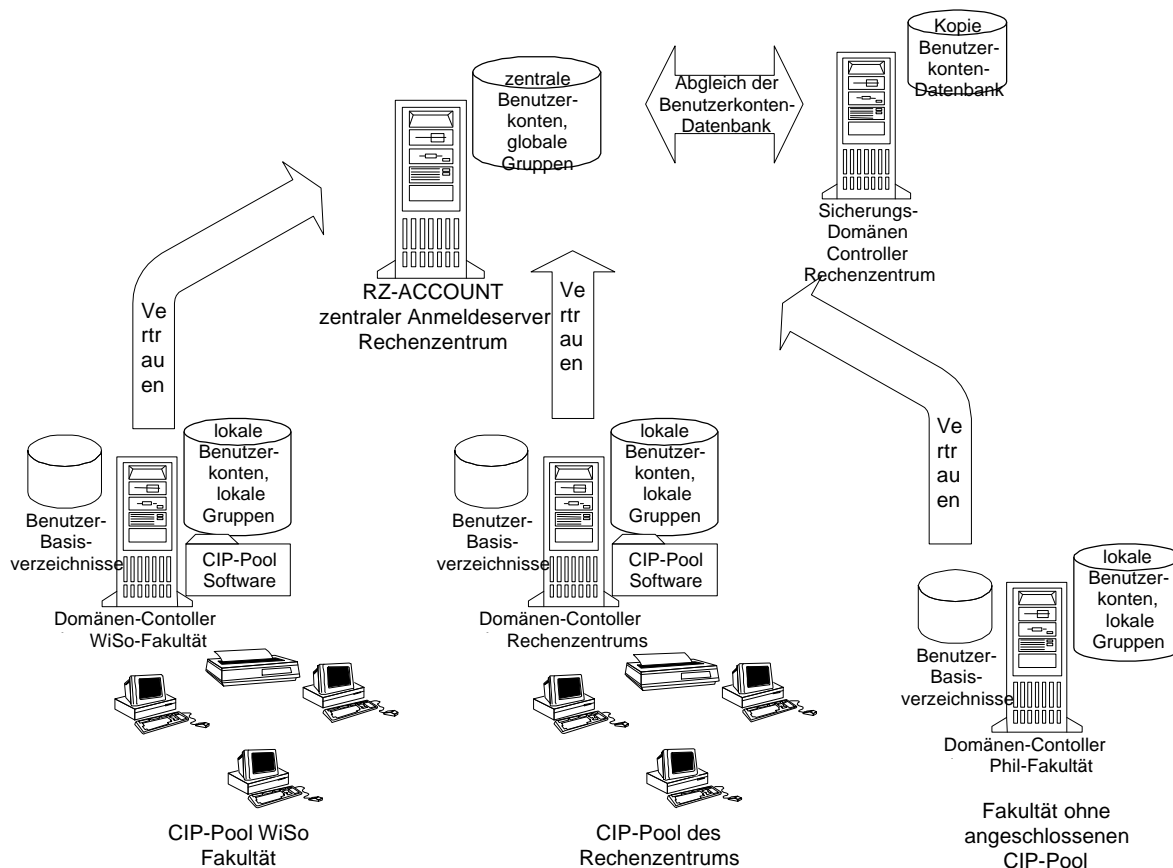 Kopie
Benutzer-
konten-
Datenbank
zentrale
Benutzer-
konten,
globale
Gruppen
Abgleich der
Benutzerkonten-
Datenbank
Sicherungs-
Domänen
Controller
Rechenzentrum
RZ-ACCOUNT
zentraler Anmeldeserver
Rechenzentrum
Ve
rtr
au
en
Ve
rtr
au
en
Ve
rtr
au
en
lokale
Benutzer-
konten,
lokale
Gruppen
Benutzer-
Basis-
verzeichnisse
CIP-Pool
Software
Domänen-Contoller
WiSo-Fakultät
lokale
Benutzer-
konten,
lokale
Gruppen
Benutzer-
Basis-
verzeichnisse
CIP-Pool
Software
Domänen-Contoller
Rechenzentrums
lokale
Benutzer-
konten,
lokale
Gruppen
Benutzer-
Basis-
verzeichnisse
Domänen-Contoller
Phil-Fakultät
CIP-Pool WiSo
Fakultät
CIP-Pool des
Rechenzentrums
Fakultät ohne
angeschlossenen
CIP-Pool